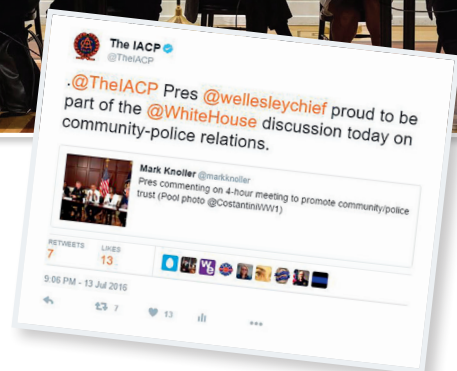 The IACP
@TheIACP
.@TheIACP Pres @wellesleychief proud to be
part of the @WhiteHouse discussion today on
community-police relations.
Mark Knoller @markknoller
Pres commenting on 4-hour meeting to promote community/police
trust (Pool photo @CostantiniWW1)
RETWEETS LIKES
7 13
9:06 PM - 13 Jul 2016
7 13